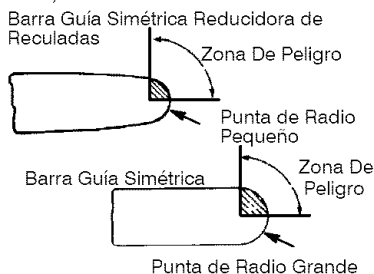 Barra Guía Simétrica Reducidora de
Reculadas
Zona De Peligro
Punta de Radio
Pequeño
Barra Guía Simétrica
Zona De
Peligro
Punta de Radio Grande